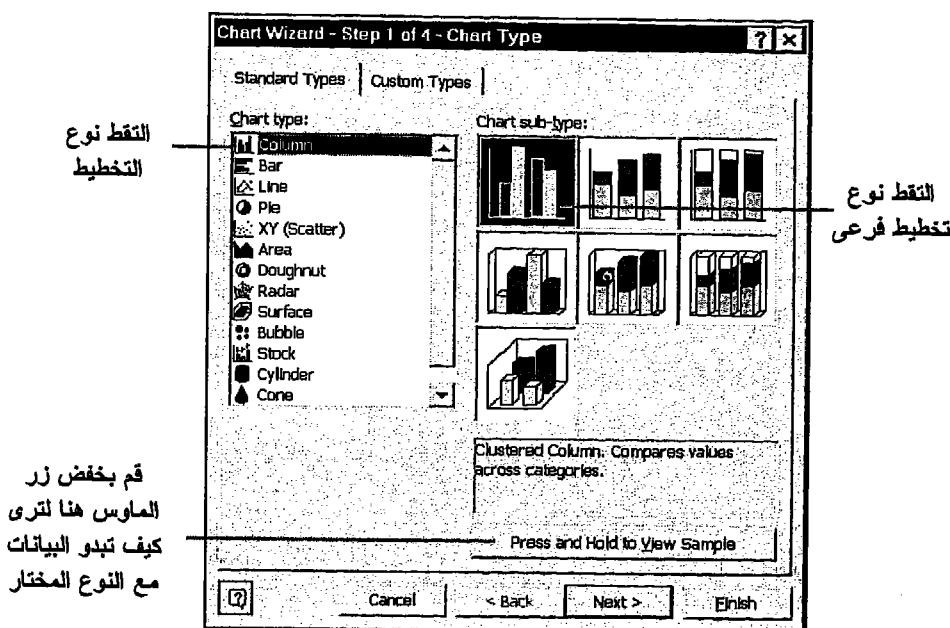 Chart Wizard - Step 1 of 4 - Chart Type
Standard Types
Custom Types
Chart type:
Column
Bar
Line
Pie
XY (Scatter)
Area
Doughnut
Radar
Surface
Bubble
Stock
Cylinder
Cone
Chart sub-type:
Clustered Column. Compares values
across categories.
Press and Hold to View Sample
Cancel
< Back
Next >
Finish
التقط نوع
التخطيط
التقط نوع
تخطيط فرعى
قم بخفض زر
الماوس هنا لترى
كيف تبدو البيانات
مع النوع المختار